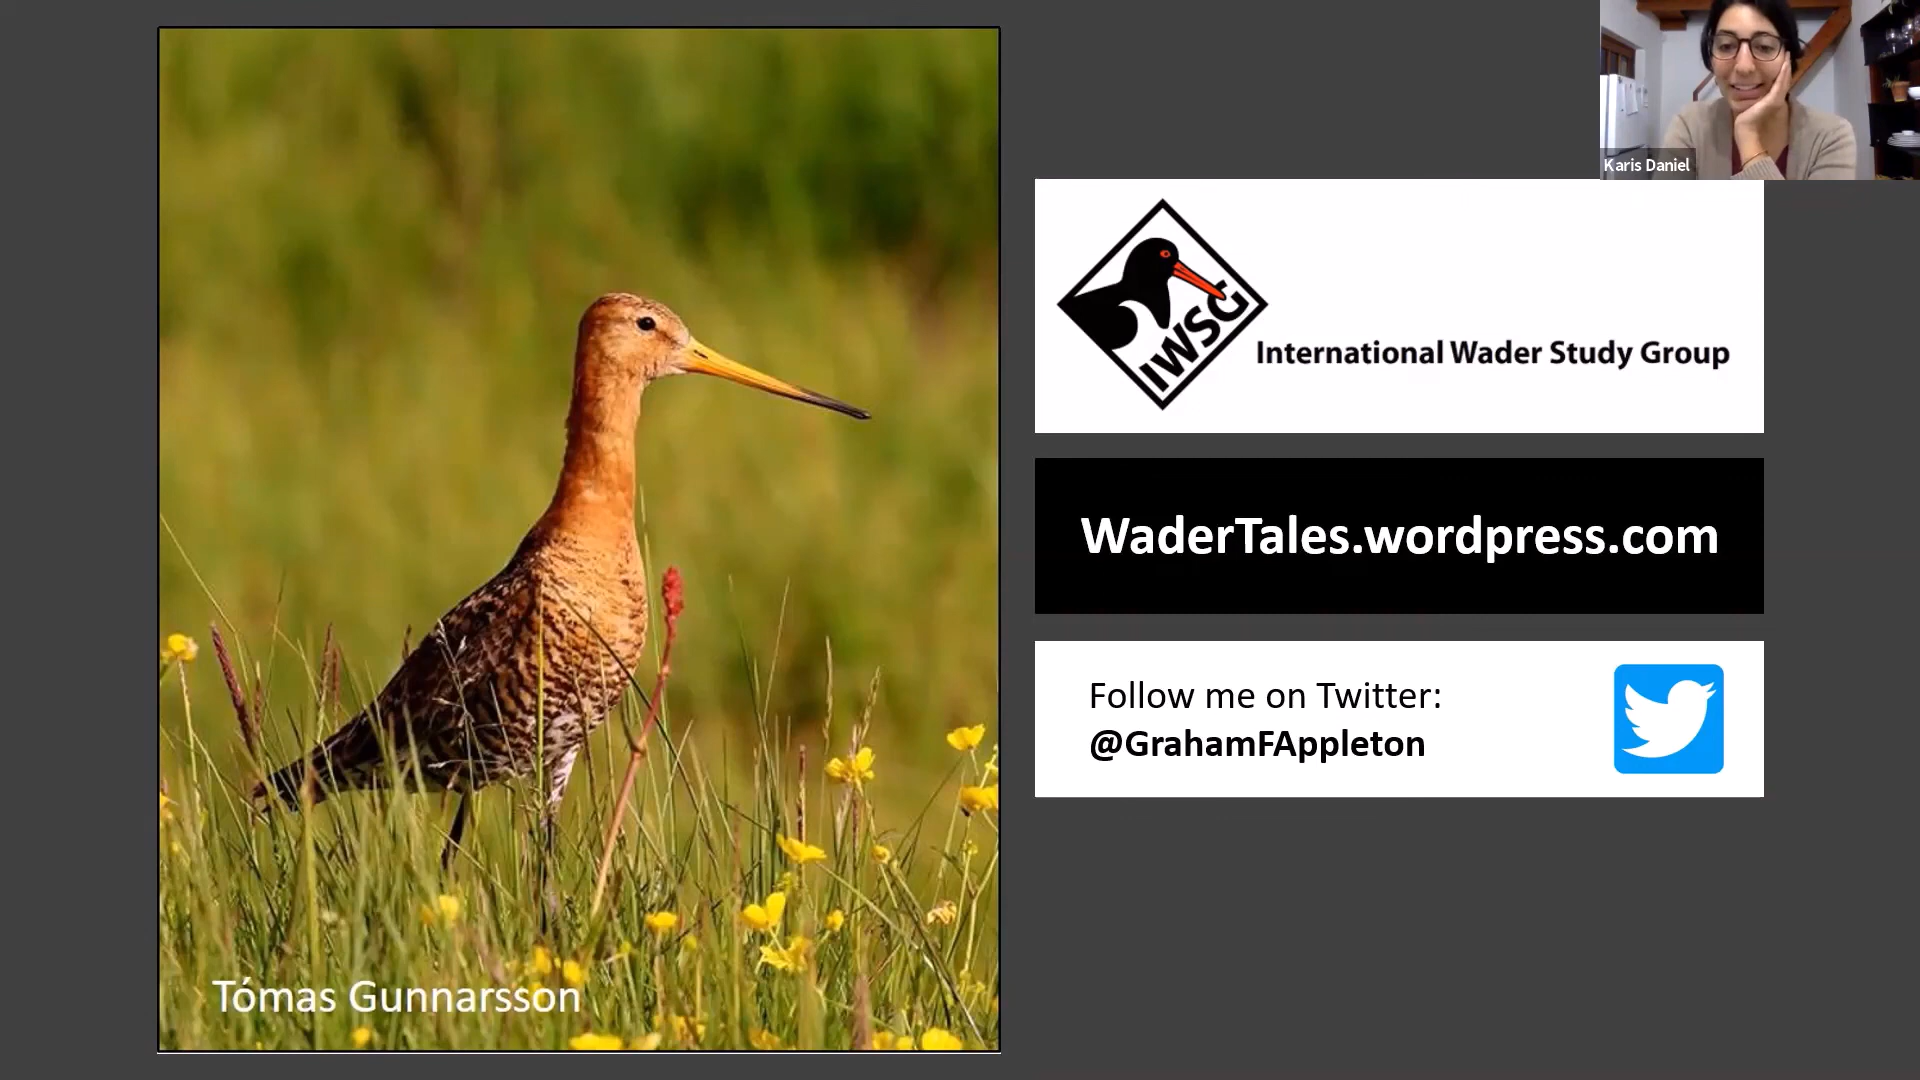 Karis Daniel
IWSG
International Wader Study Group
WaderTales.wordpress.com
Follow me on Twitter:
@GrahamFAppleton
Tómas Gunnarsson